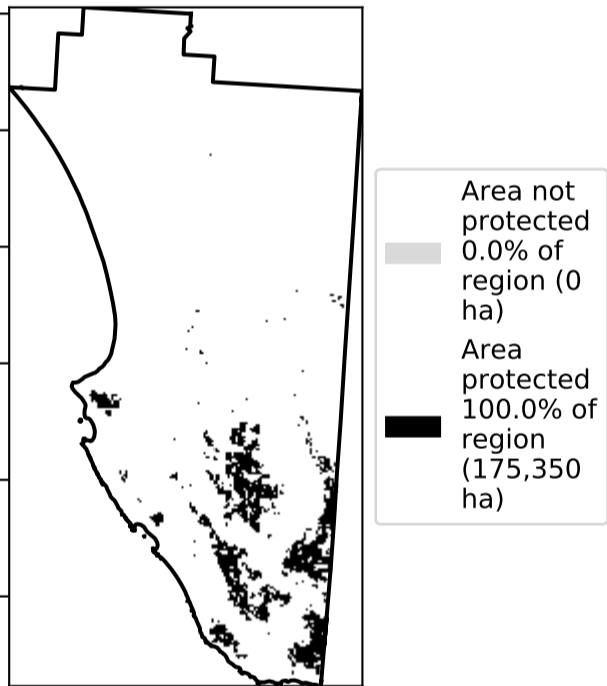 Area not
protected
0.0% of
region (0
ha)
Area
protected
100.0% of
region
(175,350
ha)